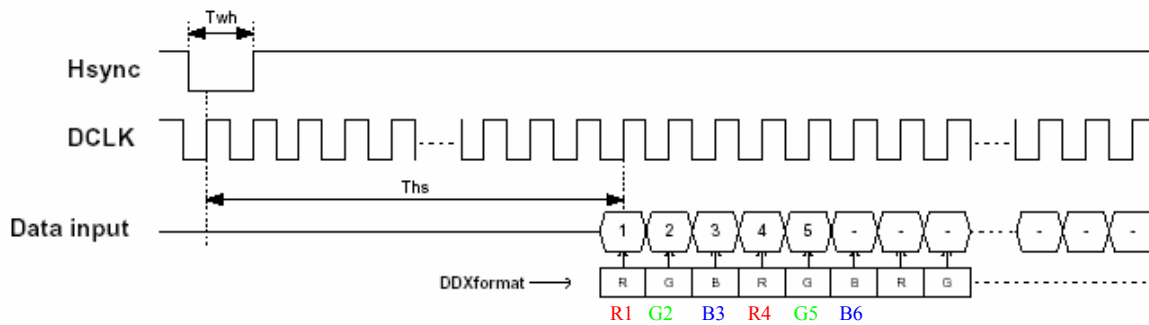 Twh
Hsync
DCLK
Ths
Data input 1 2 3 4 5 - - - - - -
DDXformat R G B R G B R G
R1 G2 B3 R4 G5 B6